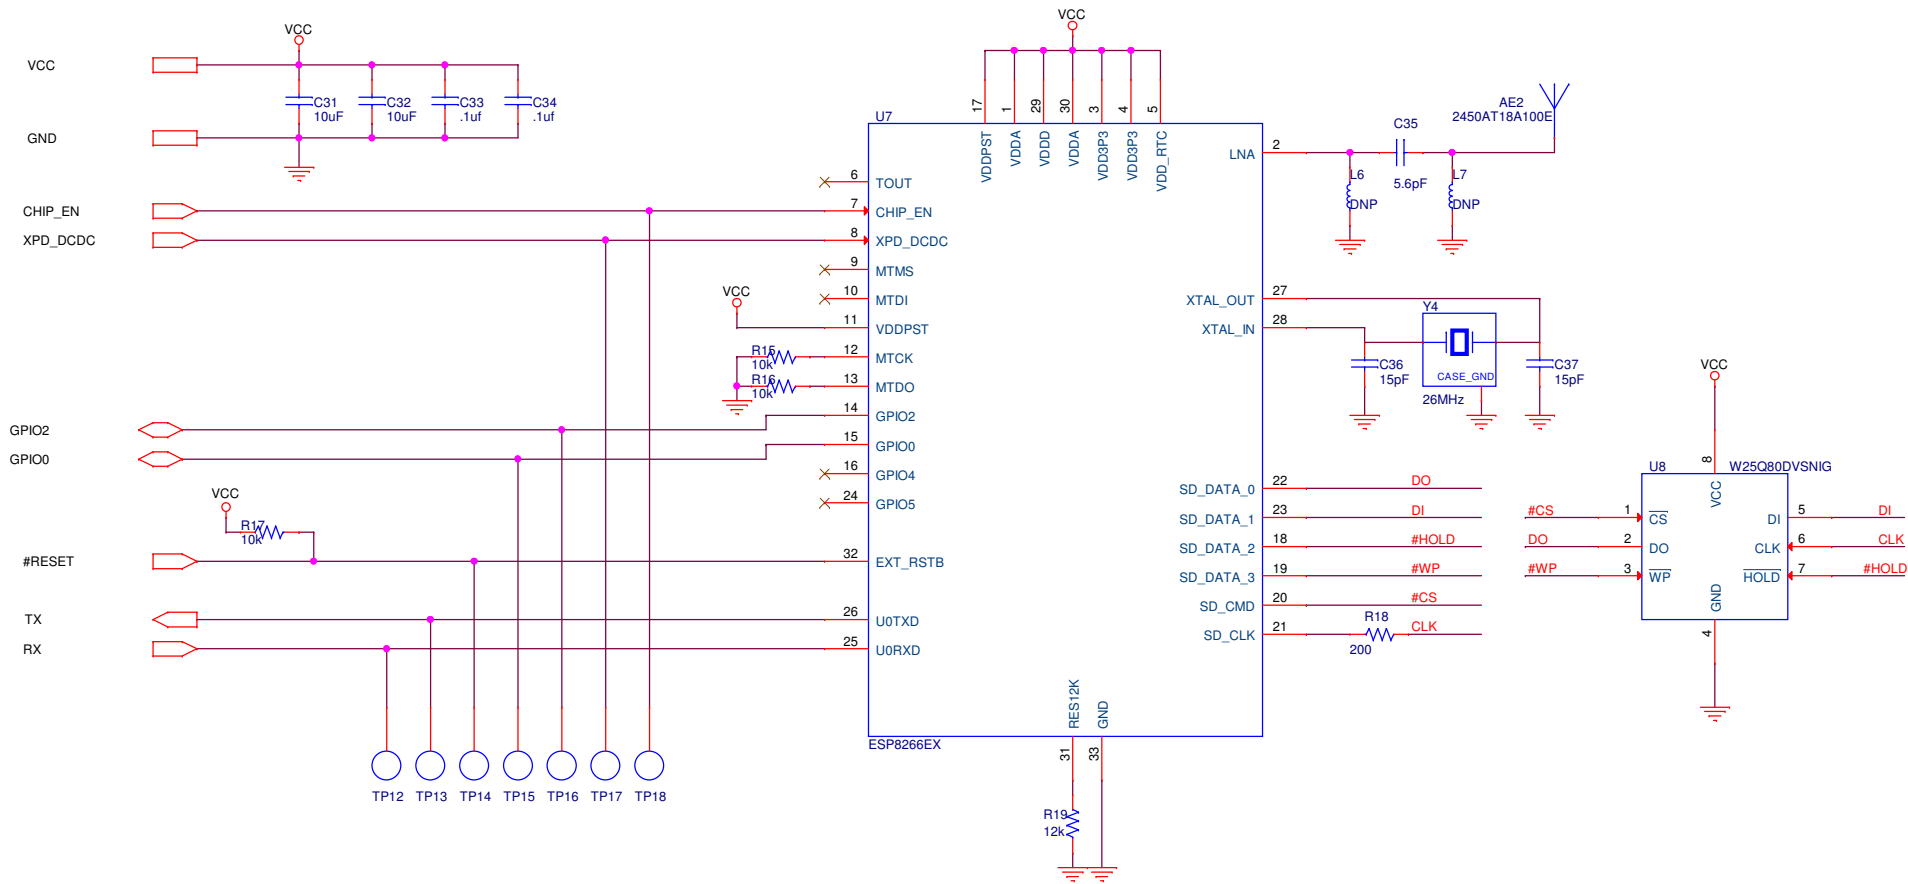 VCC
VCC
GND
C31
10uF
C32
10uF
C33
.1uf
C34
.1uf
CHIP_EN
XPD_DCDC
GPIO2
GPIO0
VCC
R17
10k
#RESET
TX
RX
TP12
TP13
TP14
TP15
TP16
TP17
TP18
VCC
R15
10k
R16
10k
VCC
U7
17
1
29
30
3
4
5
VDDPST
VDDA
VDDD
VDDA
VDD3P3
VDD3P3
VDD_RTC
6
TOUT
7
CHIP_EN
8
XPD_DCDC
9
MTMS
10
MTDI
11
VDDPST
12
MTCK
13
MTDO
14
GPIO2
15
GPIO0
16
GPIO4
24
GPIO5
32
EXT_RSTB
26
U0TXD
25
U0RXD
ESP8266EX
RES12K
GND
31
33
R19
12k
LNA
2
XTAL_OUT
27
XTAL_IN
28
SD_DATA_0
22
DO
SD_DATA_1
23
DI
SD_DATA_2
18
#HOLD
SD_DATA_3
19
#WP
SD_CMD
20
#CS
SD_CLK
21
R18
200
CLK
L6
DNP
C35
5.6pF
L7
DNP
AE2
2450AT18A100E
Y4
CASE_GND
26MHz
C36
15pF
C37
15pF
VCC
8
U8
W25Q80DVSNIG
VCC
#CS
1
CS
DO
2
DO
#WP
3
WP
DI
5
DI
CLK
6
CLK
HOLD
7
#HOLD
GND
4